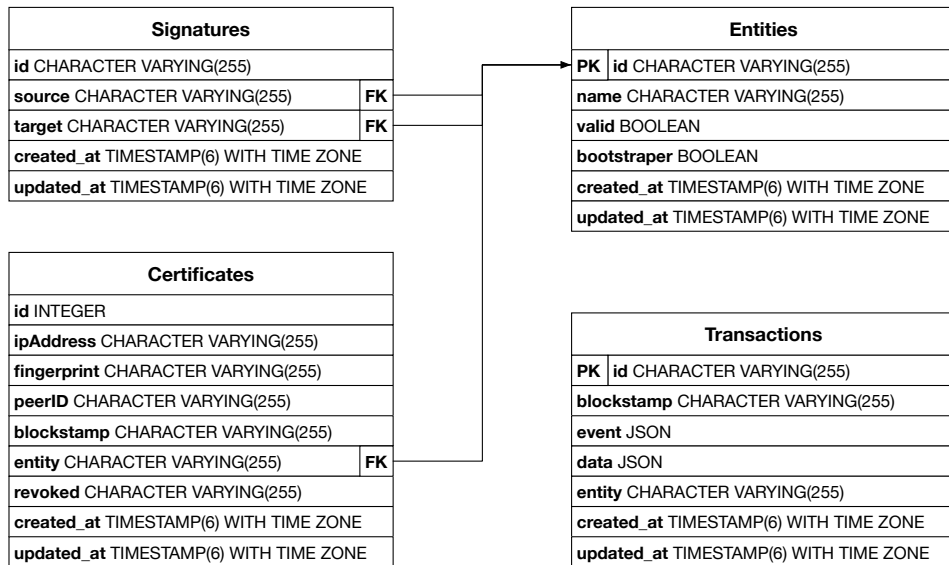 Signatures
id CHARACTER VARYING(255)
source CHARACTER VARYING(255) FK
target CHARACTER VARYING(255) FK
created_at TIMESTAMP(6) WITH TIME ZONE
updated_at TIMESTAMP(6) WITH TIME ZONE
Entities
PK id CHARACTER VARYING(255)
name CHARACTER VARYING(255)
valid BOOLEAN
bootstraper BOOLEAN
created_at TIMESTAMP(6) WITH TIME ZONE
updated_at TIMESTAMP(6) WITH TIME ZONE
Certificates
id INTEGER
ipAddress CHARACTER VARYING(255)
fingerprint CHARACTER VARYING(255)
peerID CHARACTER VARYING(255)
blockstamp CHARACTER VARYING(255)
entity CHARACTER VARYING(255) FK
revoked CHARACTER VARYING(255)
created_at TIMESTAMP(6) WITH TIME ZONE
updated_at TIMESTAMP(6) WITH TIME ZONE
Transactions
PK id CHARACTER VARYING(255)
blockstamp CHARACTER VARYING(255)
event JSON
data JSON
entity CHARACTER VARYING(255)
created_at TIMESTAMP(6) WITH TIME ZONE
updated_at TIMESTAMP(6) WITH TIME ZONE